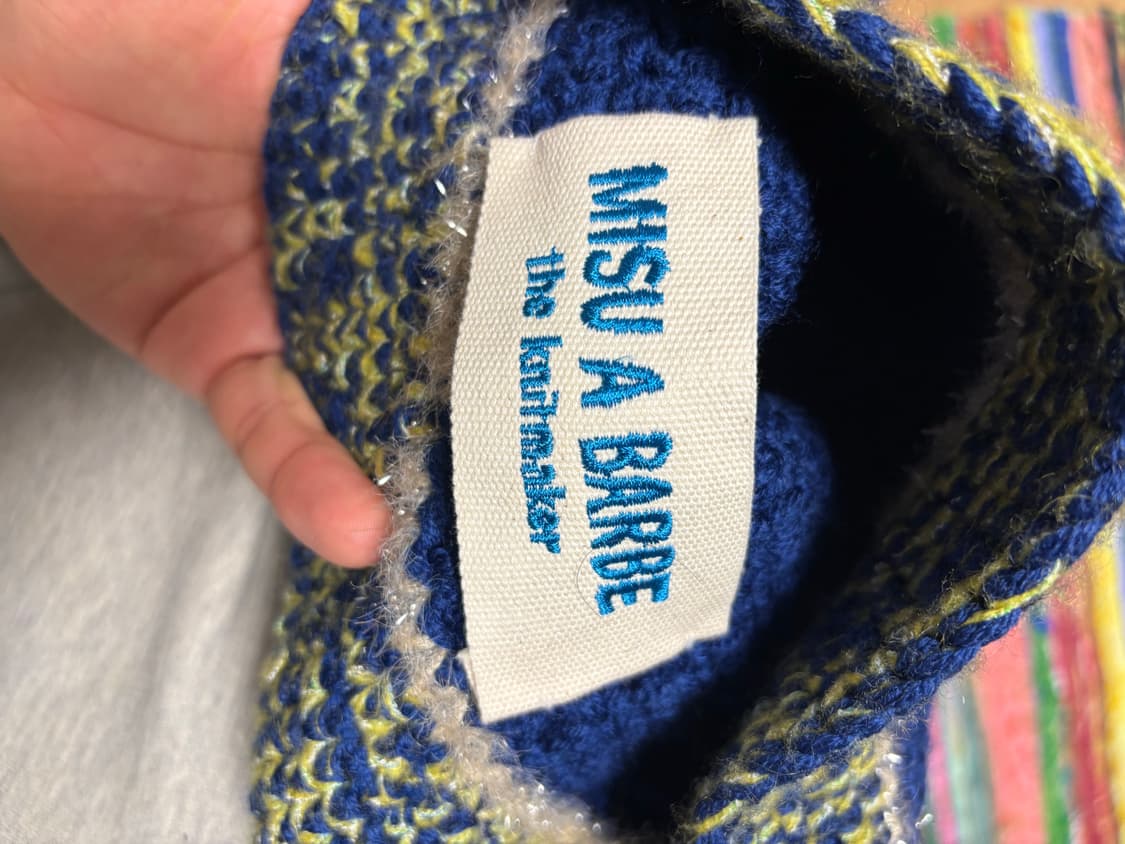 MISU A BARBE
the knitmaker